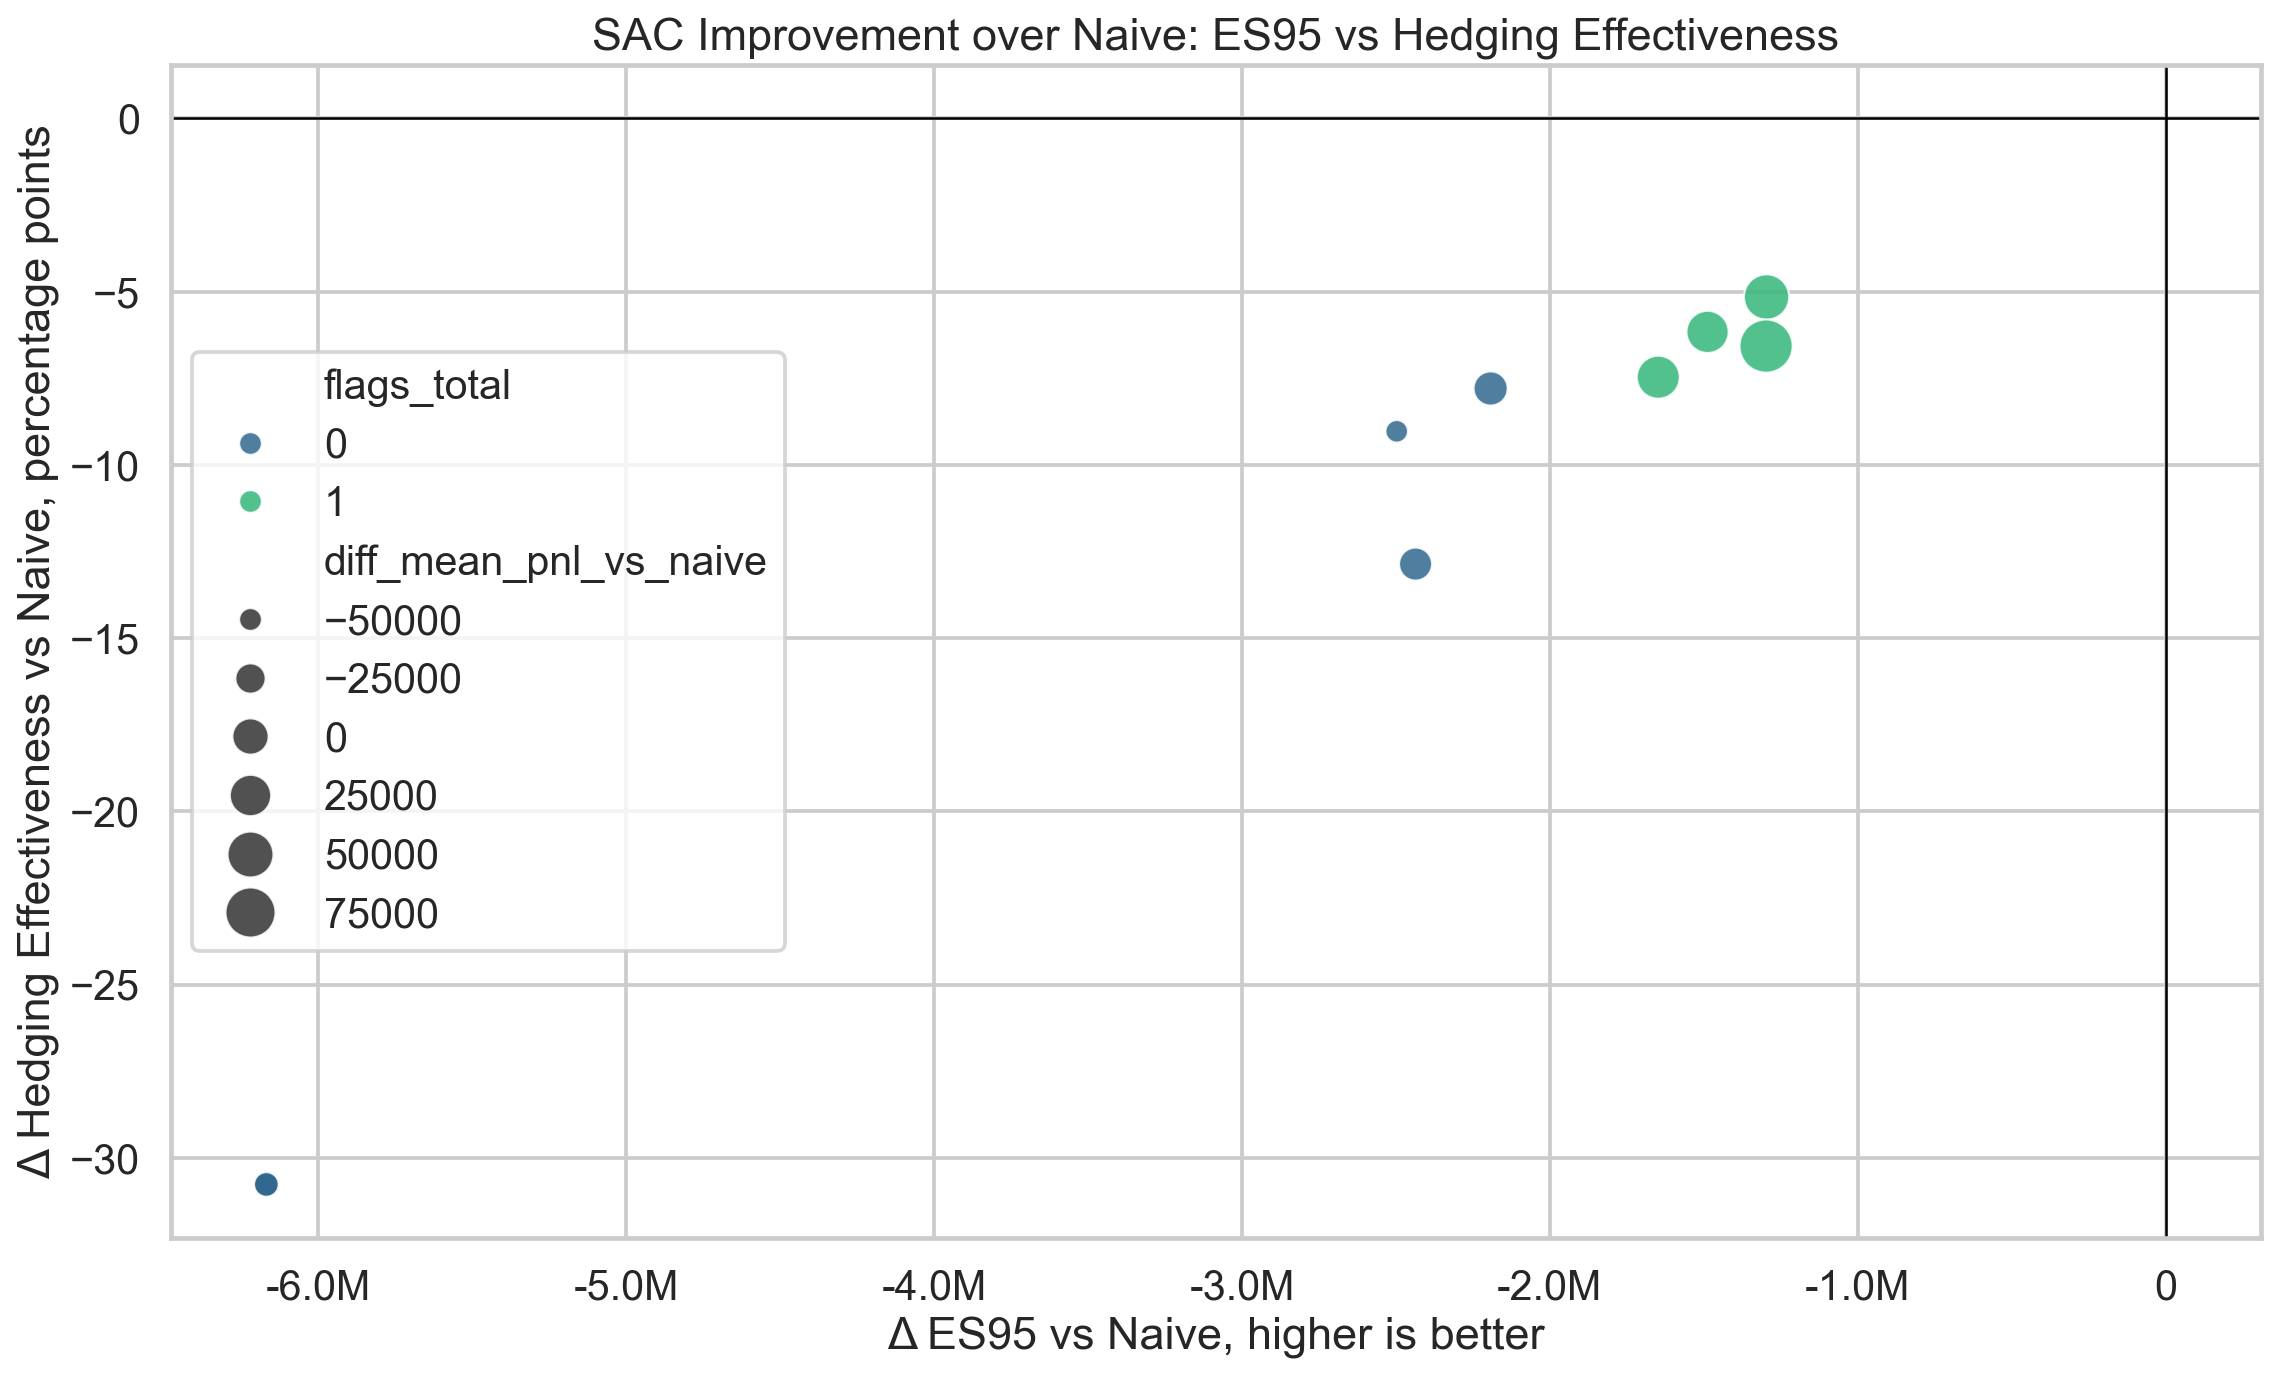 SAC Improvement over Naive: ES95 vs Hedging Effectiveness
Δ Hedging Effectiveness vs Naive, percentage points
0
−5
−10
−15
−20
−25
−30
flags_total
0
1
diff_mean_pnl_vs_naive
−50000
−25000
0
25000
50000
75000
-6.0M
-5.0M
-4.0M
-3.0M
-2.0M
-1.0M
0
Δ ES95 vs Naive, higher is better